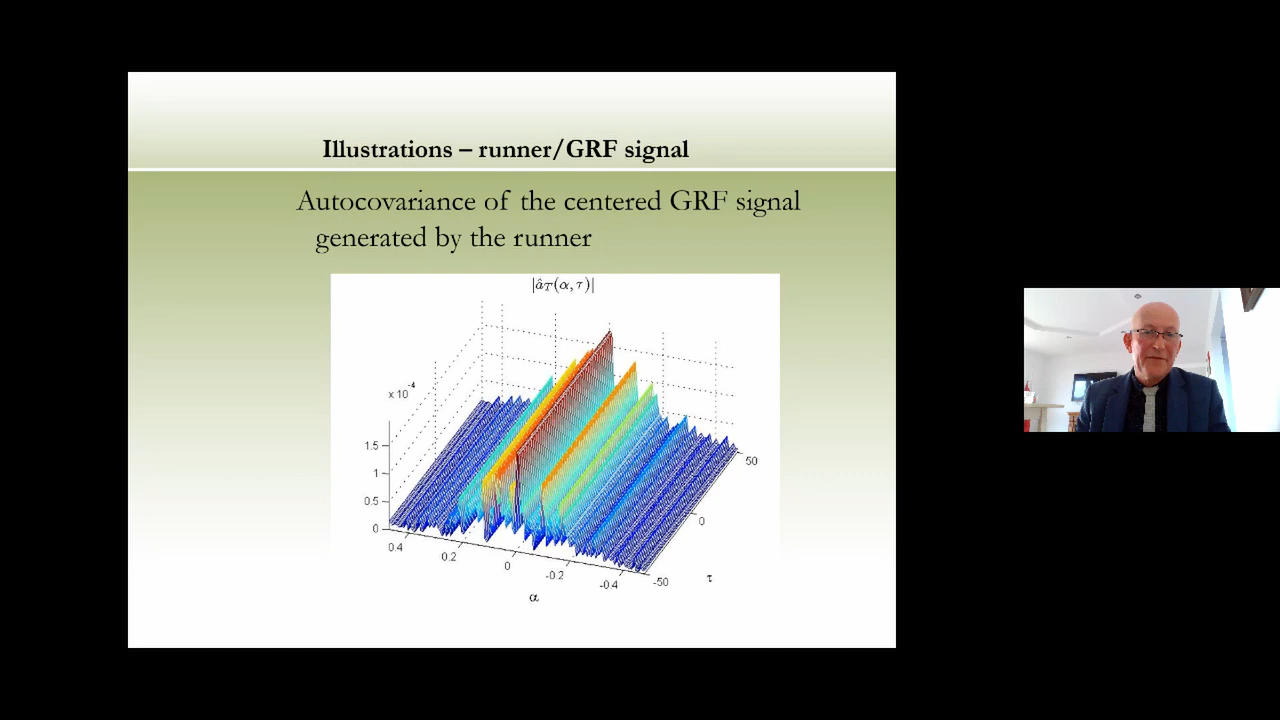 Illustrations – runner/GRF signal
Autocovariance of the centered GRF signal
generated by the runner
|â_T(α,τ)|
x 10^-4
1.5
1
0.5
0
0.4
0.2
0
-0.2
-0.4
α
50
0
-50
τ